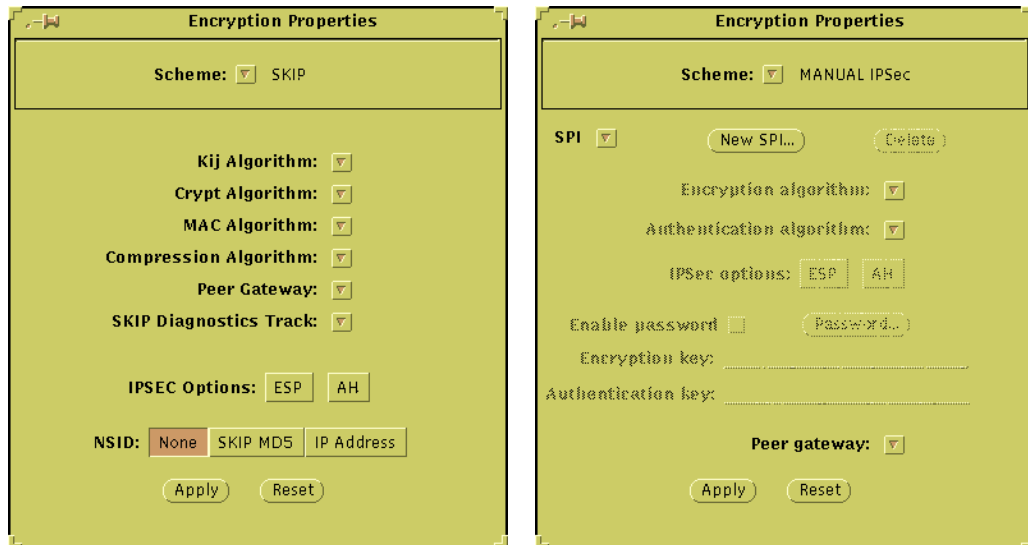 Encryption Properties
Scheme: SKIP
Kij Algorithm:
Crypt Algorithm:
MAC Algorithm:
Compression Algorithm:
Peer Gateway:
SKIP Diagnostics Track:
IPSEC Options: ESP AH
NSID: None SKIP MD5 IP Address
Apply Reset
Encryption Properties
Scheme: MANUAL IPSec
SPI New SPI... Delete
Encryption algorithm:
Authentication algorithm:
IPSec options: ESP AH
Enable password Password...
Encryption key:
Authentication key:
Peer gateway:
Apply Reset